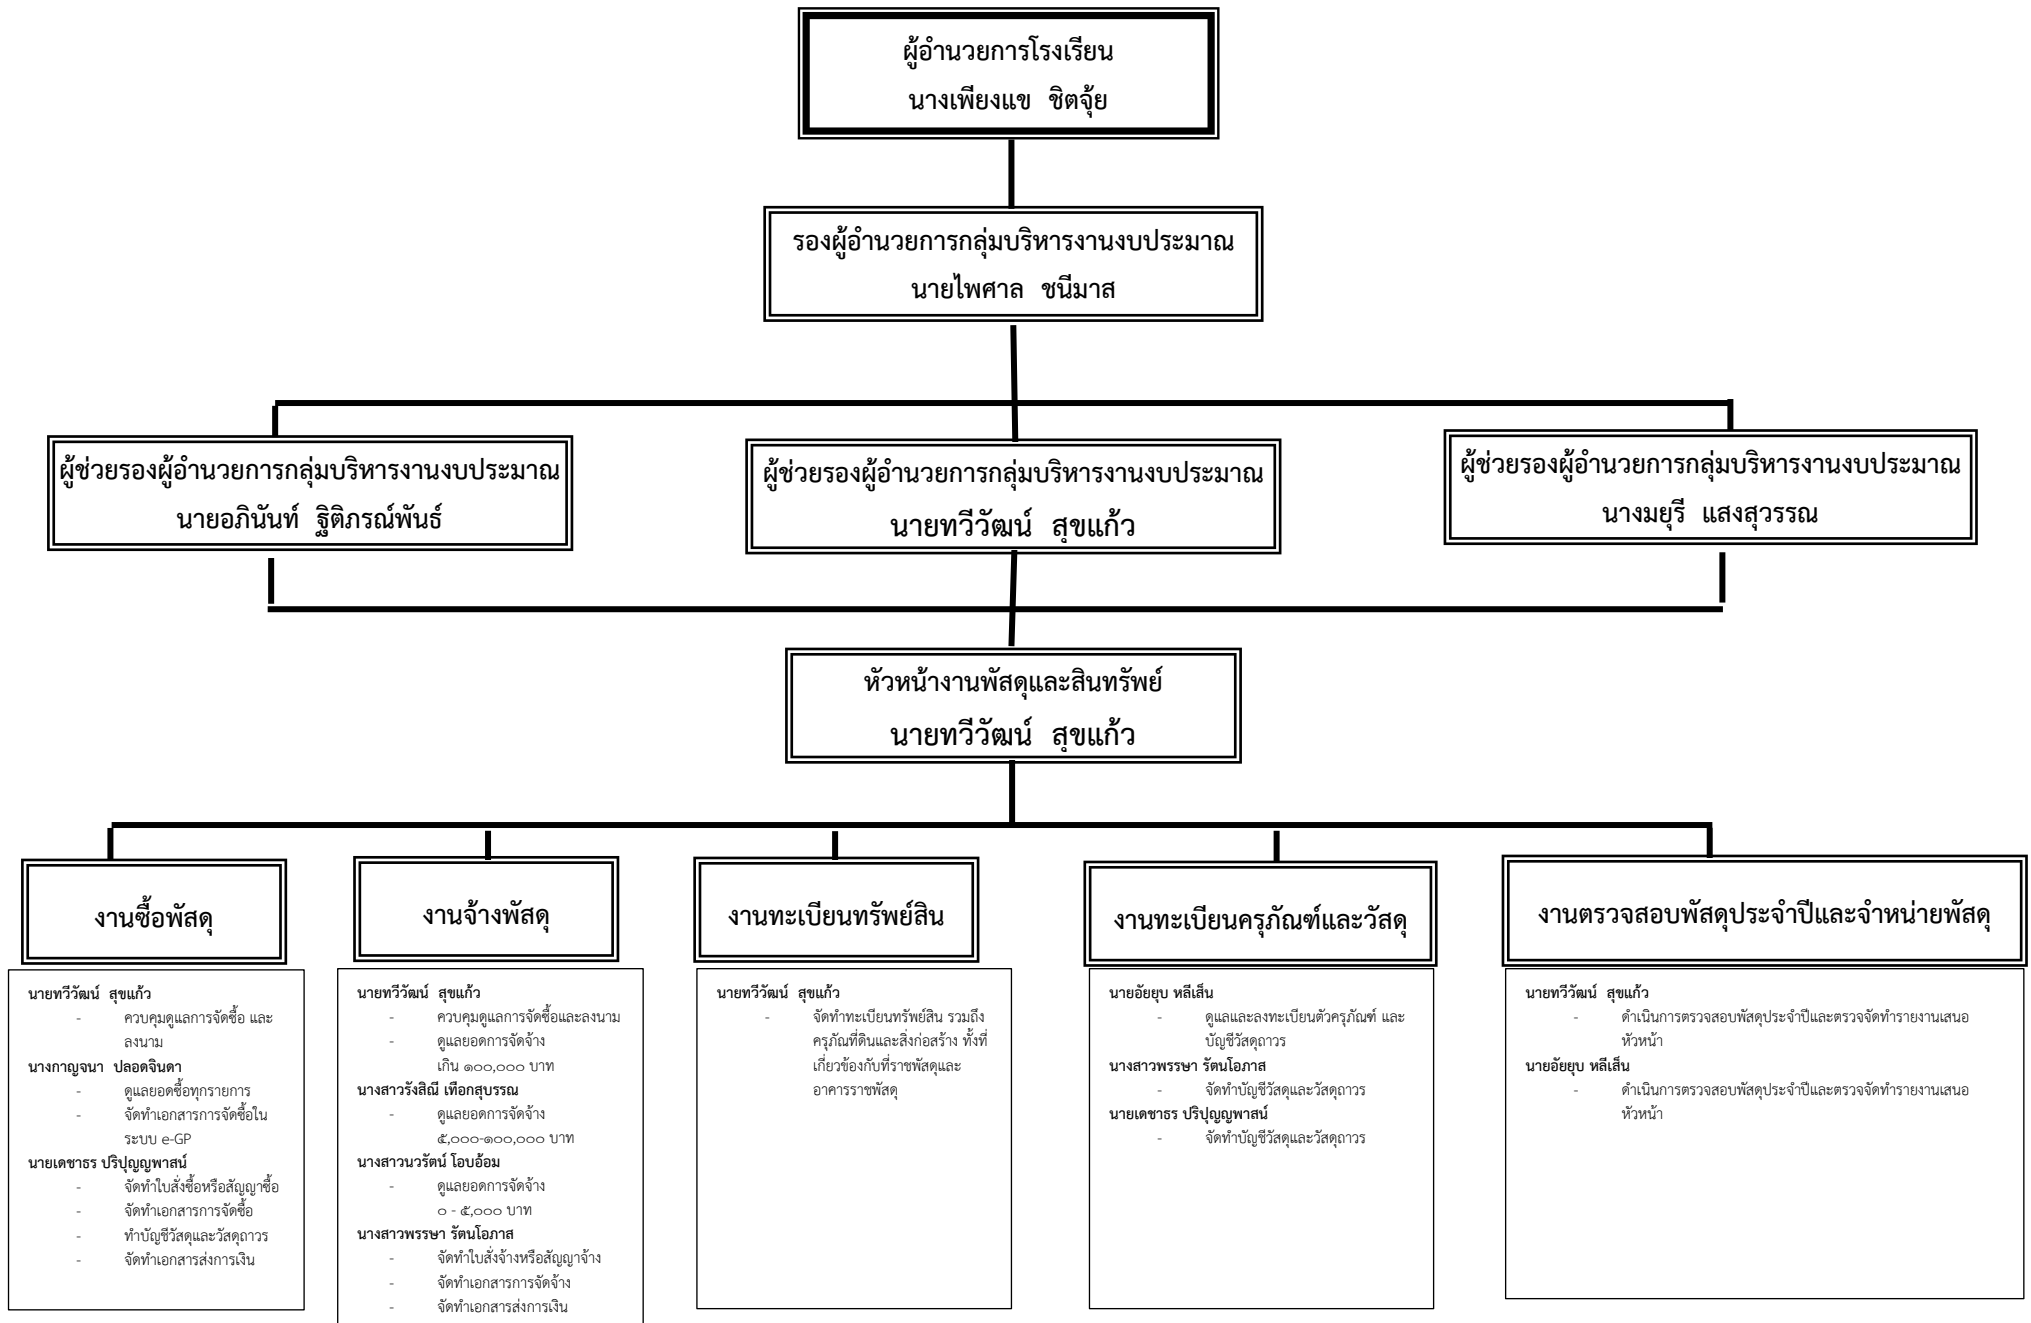 ผู้อำนวยการโรงเรียน
นางเพียงแข  ชิตจุ้ย
รองผู้อำนวยการกลุ่มบริหารงานงบประมาณ
นายไพศาล  ชนีมาส
ผู้ช่วยรองผู้อำนวยการกลุ่มบริหารงานงบประมาณ
นายอภินันท์  ฐิติภรณ์พันธ์
ผู้ช่วยรองผู้อำนวยการกลุ่มบริหารงานงบประมาณ
นายทวีวัฒน์  สุขแก้ว
ผู้ช่วยรองผู้อำนวยการกลุ่มบริหารงานงบประมาณ
นางมยุรี  แสงสุวรรณ
หัวหน้างานพัสดุและสินทรัพย์
นายทวีวัฒน์  สุขแก้ว
งานซื้อพัสดุ
นายทวีวัฒน์  สุขแก้ว
- ควบคุมดูแลการจัดซื้อ และ
ลงนาม
นางกาญจนา  ปลอดจินดา
- ดูแลยอดซื้อทุกรายการ
- จัดทำเอกสารการจัดซื้อใน
ระบบ e-GP
นายเดชาธร ปริปุญญพาสน์
- จัดทำใบสั่งซื้อหรือสัญญาซื้อ
- จัดทำเอกสารการจัดซื้อ
- ทำบัญชีวัสดุและวัสดุถาวร
- จัดทำเอกสารส่งการเงิน
งานจ้างพัสดุ
นายทวีวัฒน์  สุขแก้ว
- ควบคุมดูแลการจัดซื้อและลงนาม
- ดูแลยอดการจัดจ้าง
เกิน ๑๐๐,๐๐๐ บาท
นางสาวรังสิณี เทือกสุบรรณ
- ดูแลยอดการจัดจ้าง
๕,๐๐๐-๑๐๐,๐๐๐ บาท
นางสาวนวรัตน์ โอบอ้อม
- ดูแลยอดการจัดจ้าง
๐ - ๕,๐๐๐ บาท
นางสาวพรรษา รัตนโอภาส
- จัดทำใบสั่งจ้างหรือสัญญาจ้าง
- จัดทำเอกสารการจัดจ้าง
- จัดทำเอกสารส่งการเงิน
งานทะเบียนทรัพย์สิน
นายทวีวัฒน์  สุขแก้ว
- จัดทำทะเบียนทรัพย์สิน รวมถึง
ครุภัณที่ดินและสิ่งก่อสร้าง ทั้งที่
เกี่ยวข้องกับที่ราชพัสดุและ
อาคารราชพัสดุ
งานทะเบียนครุภัณฑ์และวัสดุ
นายอัยยุบ หลีเส็น
- ดูแลและลงทะเบียนตัวครุภัณฑ์ และ
บัญชีวัสดุถาวร
นางสาวพรรษา รัตนโอภาส
- จัดทำบัญชีวัสดุและวัสดุถาวร
นายเดชาธร ปริปุญญพาสน์
- จัดทำบัญชีวัสดุและวัสดุถาวร
งานตรวจสอบพัสดุประจำปีและจำหน่ายพัสดุ
นายทวีวัฒน์  สุขแก้ว
- ดำเนินการตรวจสอบพัสดุประจำปีและตรวจจัดทำรายงานเสนอ
หัวหน้า
นายอัยยุบ หลีเส็น
- ดำเนินการตรวจสอบพัสดุประจำปีและตรวจจัดทำรายงานเสนอ
หัวหน้า